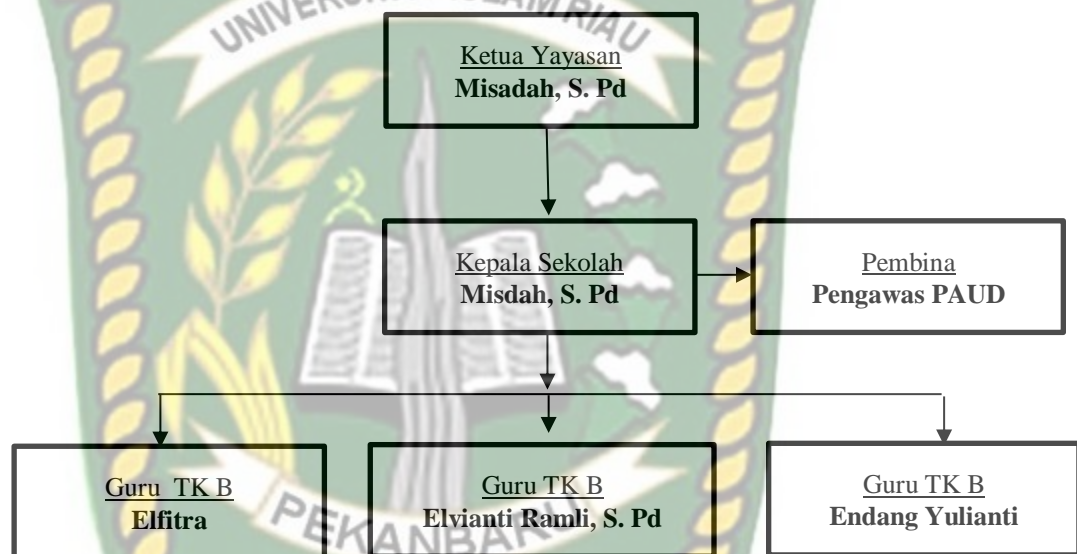 UNIVERSITAS ISLAM RIAU
Ketua Yayasan
Misadah, S. Pd
Kepala Sekolah
Misdah, S. Pd
Pembina
Pengawas PAUD
Guru TK B
Elfitra
Guru TK B
Elvianti Ramli, S. Pd
Guru TK B
Endang Yulianti
PEKANBARU